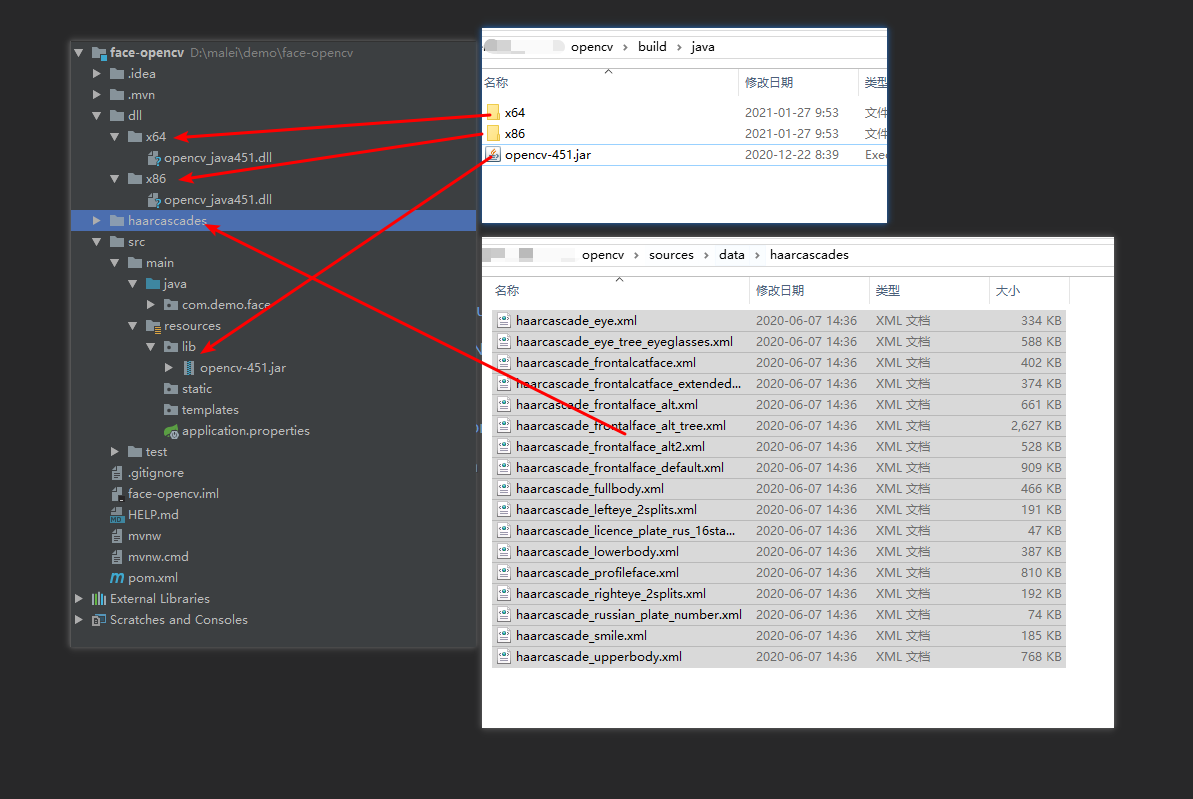 face-opencv D:\malei\demo\face-opencv
.idea
.mvn
dll
x64
opencv_java451.dll
x86
opencv_java451.dll
haarcascades
src
main
java
com.demo.face
resources
lib
opencv-451.jar
static
templates
application.properties
test
.gitignore
face-opencv.iml
HELP.md
mvnw
mvnw.cmd
pom.xml
External Libraries
Scratches and Consoles
opencv › build › java
名称 修改日期 类型
x64 2021-01-27 9:53 文件
x86 2021-01-27 9:53 文件
opencv-451.jar 2020-12-22 8:39 Exec
opencv › sources › data › haarcascades
名称 修改日期 类型 大小
haarcascade_eye.xml 2020-06-07 14:36 XML 文档 334 KB
haarcascade_eye_tree_eyeglasses.xml 2020-06-07 14:36 XML 文档 588 KB
haarcascade_frontalcatface.xml 2020-06-07 14:36 XML 文档 402 KB
haarcascade_frontalcatface_extended... 2020-06-07 14:36 XML 文档 374 KB
haarcascade_frontalface_alt.xml 2020-06-07 14:36 XML 文档 661 KB
haarcascade_frontalface_alt_tree.xml 2020-06-07 14:36 XML 文档 2,627 KB
haarcascade_frontalface_alt2.xml 2020-06-07 14:36 XML 文档 528 KB
haarcascade_frontalface_default.xml 2020-06-07 14:36 XML 文档 909 KB
haarcascade_fullbody.xml 2020-06-07 14:36 XML 文档 466 KB
haarcascade_lefteye_2splits.xml 2020-06-07 14:36 XML 文档 191 KB
haarcascade_licence_plate_rus_16sta... 2020-06-07 14:36 XML 文档 47 KB
haarcascade_lowerbody.xml 2020-06-07 14:36 XML 文档 387 KB
haarcascade_profileface.xml 2020-06-07 14:36 XML 文档 810 KB
haarcascade_righteye_2splits.xml 2020-06-07 14:36 XML 文档 192 KB
haarcascade_russian_plate_number.xml 2020-06-07 14:36 XML 文档 74 KB
haarcascade_smile.xml 2020-06-07 14:36 XML 文档 185 KB
haarcascade_upperbody.xml 2020-06-07 14:36 XML 文档 768 KB